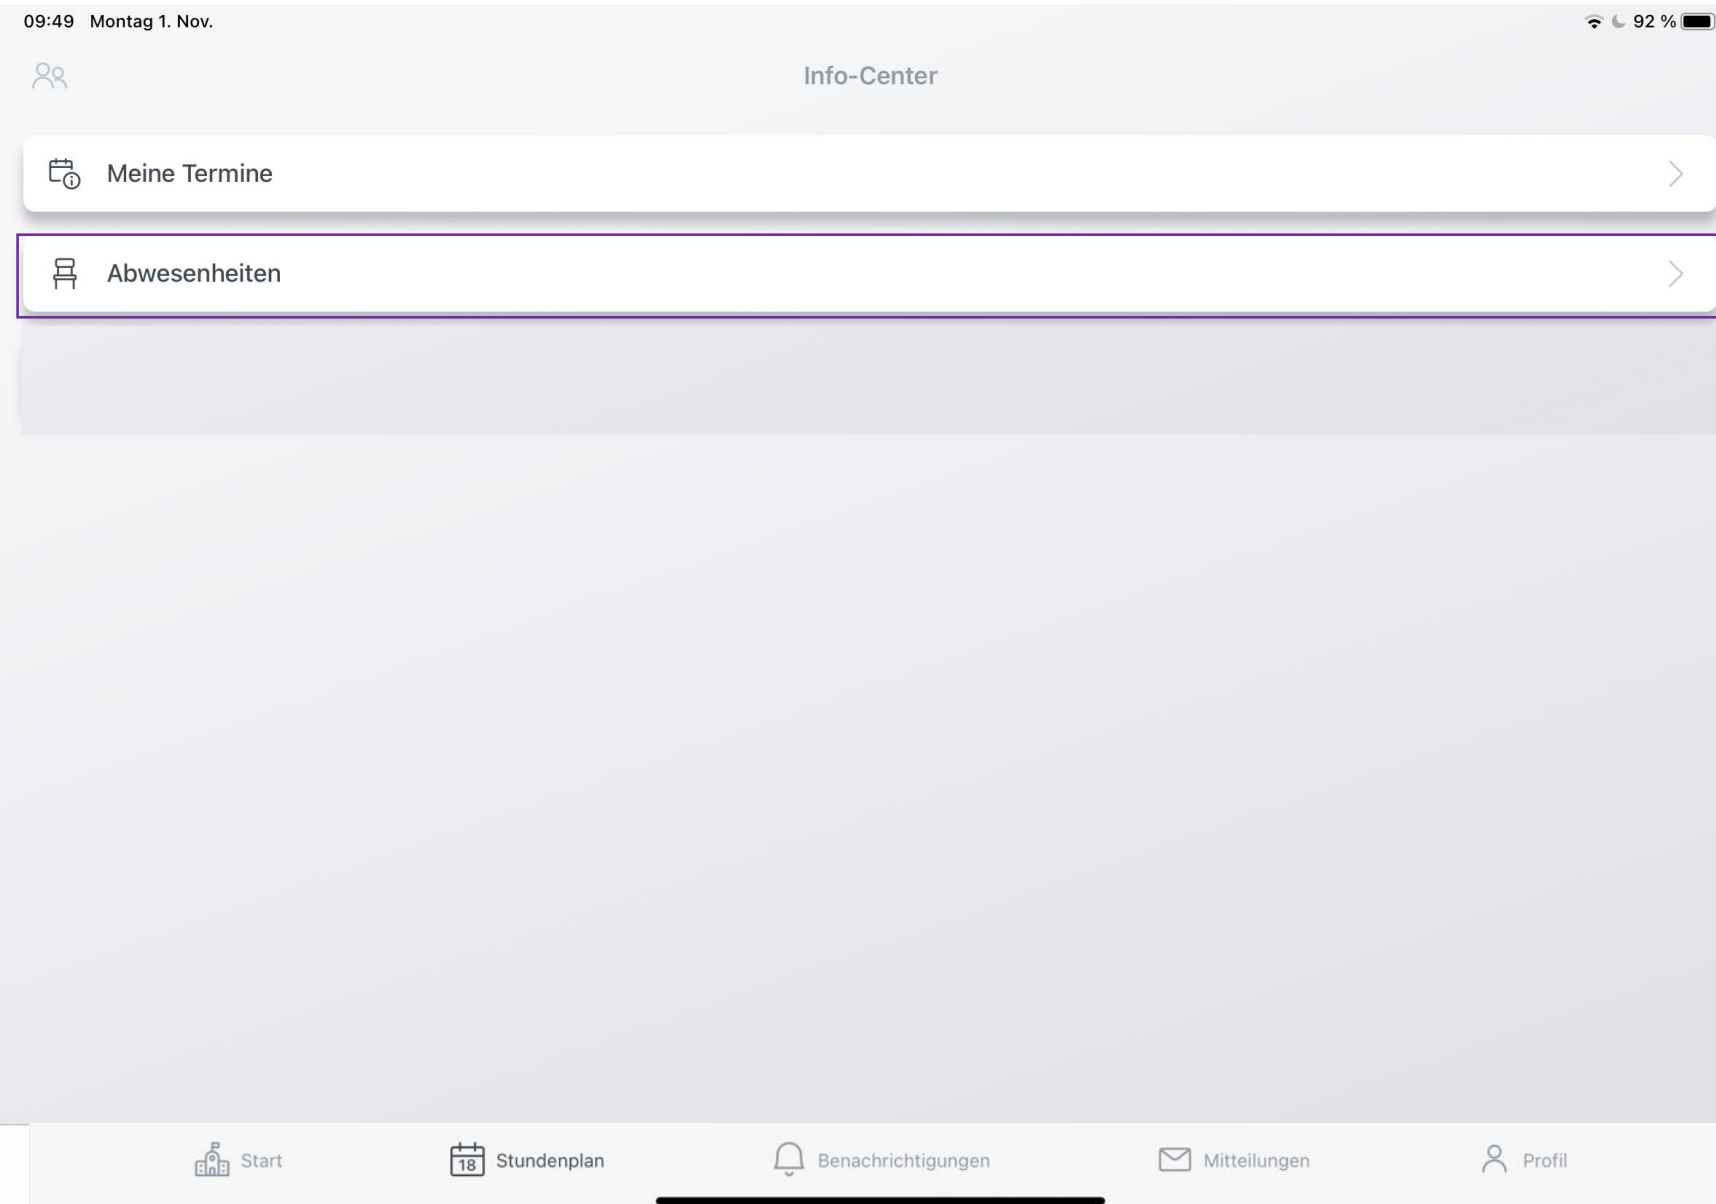 09:49 Montag 1. Nov.
92 %
Info-Center
Meine Termine
Abwesenheiten
Start
18 Stundenplan
Benachrichtigungen
Mitteilungen
Profil